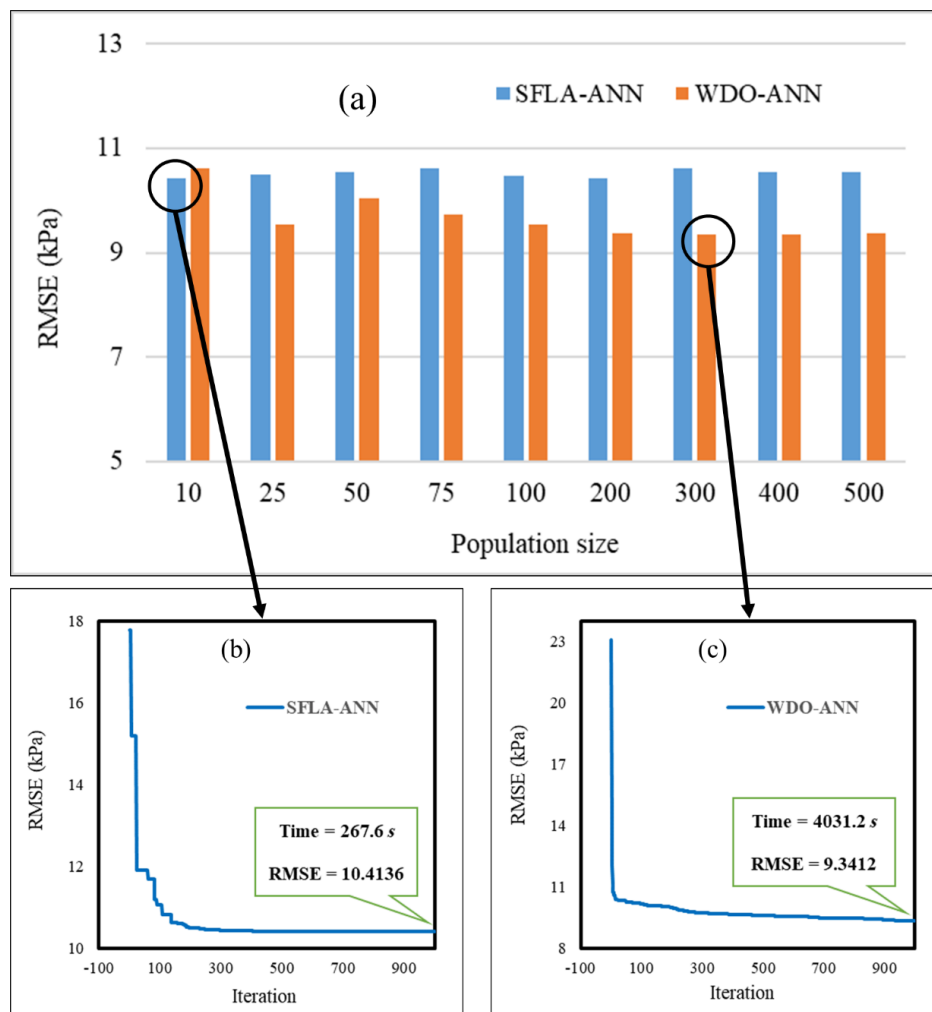 13
11
9
7
5
RMSE (kPa)
(a)
SFLA-ANN
WDO-ANN
10 25 50 75 100 200 300 400 500
Population size
18
16
14
12
10
RMSE (kPa)
(b)
SFLA-ANN
Time = 267.6 s
RMSE = 10.4136
-100 100 300 500 700 900
Iteration
23
20
17
14
11
8
RMSE (kPa)
(c)
WDO-ANN
Time = 4031.2 s
RMSE = 9.3412
-100 100 300 500 700 900
Iteration